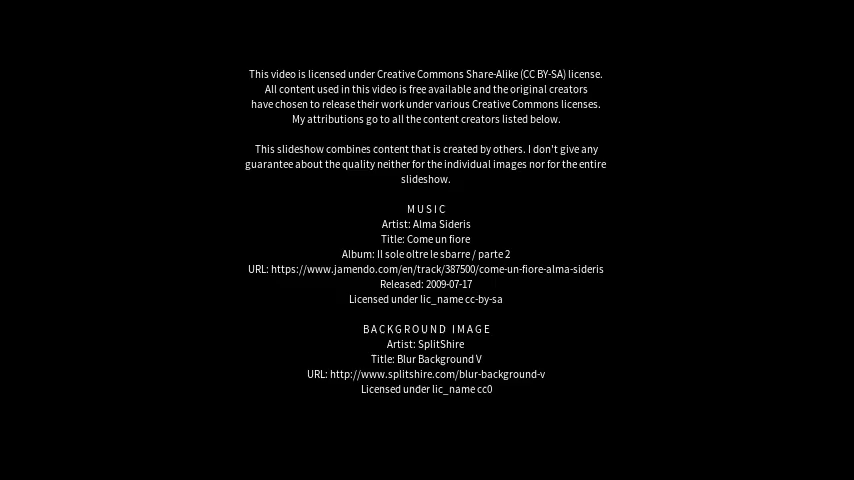 This video is licensed under Creative Commons Share-Alike (CC BY-SA) license.
All content used in this video is free available and the original creators
have chosen to release their work under various Creative Commons licenses.
My attributions go to all the content creators listed below.
This slideshow combines content that is created by others. I don't give any
guarantee about the quality neither for the individual images nor for the entire
slideshow.
MUSIC
Artist: Alma Sideris
Title: Come un fiore
Album: Il sole oltre le sbarre / parte 2
URL: https://www.jamendo.com/en/track/387500/come-un-fiore-alma-sideris
Released: 2009-07-17
Licensed under lic_name cc-by-sa
BACKGROUND IMAGE
Artist: SplitShire
Title: Blur Background V
URL: http://www.splitshire.com/blur-background-v
Licensed under lic_name cc0